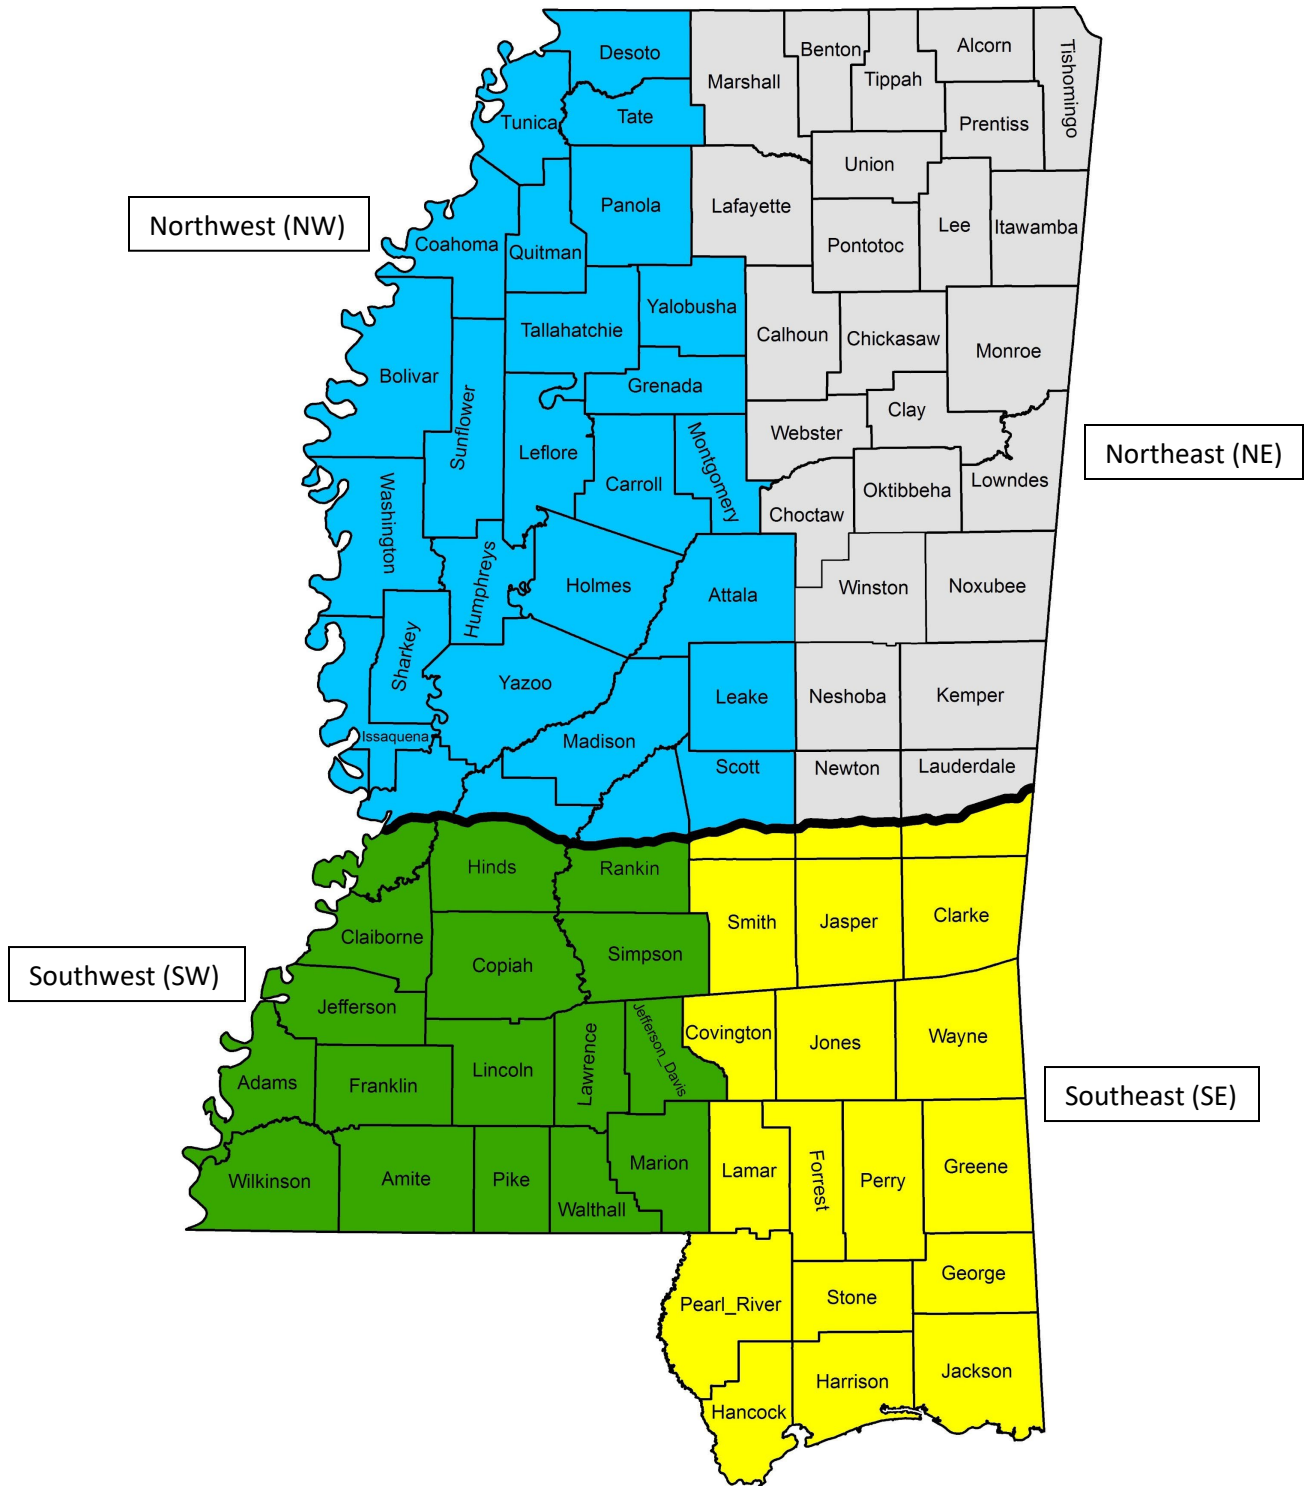 Desoto
Marshall
Benton
Tippah
Alcorn
Tishomingo
Tunica
Tate
Prentiss
Union
Northwest (NW)
Panola
Lafayette
Coahoma
Quitman
Pontotoc
Lee
Itawamba
Tallahatchie
Yalobusha
Calhoun
Chickasaw
Monroe
Bolivar
Grenada
Sunflower
Leflore
Carroll
Montgomery
Webster
Clay
Northeast (NE)
Washington
Choctaw
Oktibbeha
Lowndes
Humphreys
Holmes
Attala
Winston
Noxubee
Sharkey
Yazoo
Leake
Neshoba
Kemper
Issaquena
Madison
Scott
Newton
Lauderdale
Hinds
Rankin
Claiborne
Smith
Jasper
Clarke
Southwest (SW)
Copiah
Simpson
Jefferson
Jefferson_Davis
Covington
Jones
Wayne
Adams
Franklin
Lincoln
Lawrence
Southeast (SE)
Wilkinson
Amite
Pike
Walthall
Marion
Lamar
Forrest
Perry
Greene
Pearl_River
Stone
George
Hancock
Harrison
Jackson